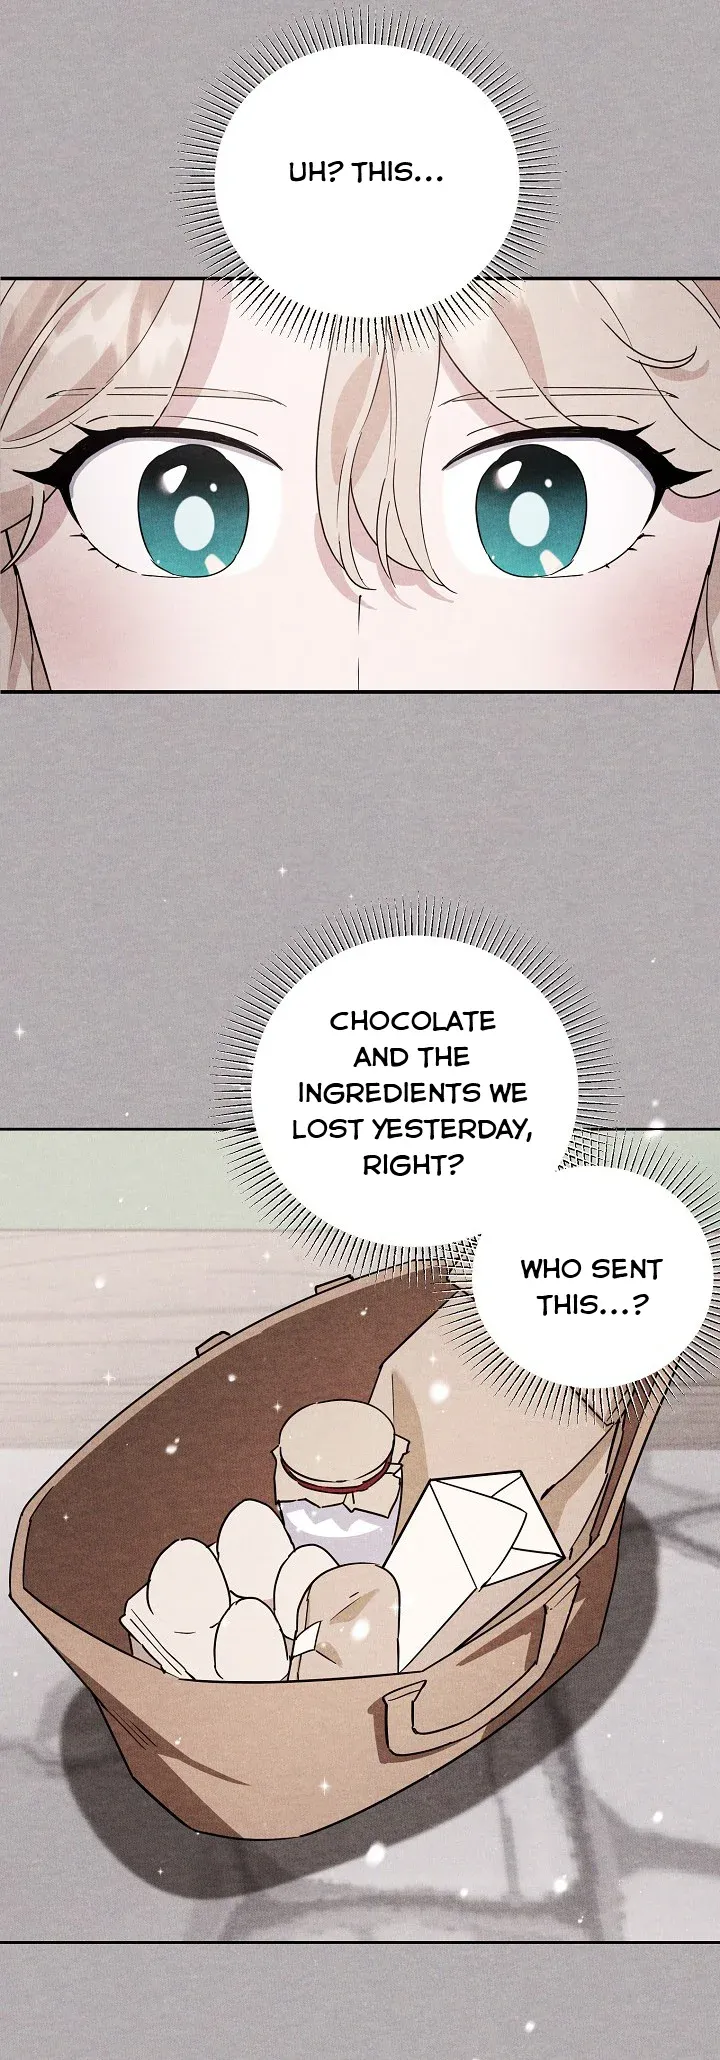 UH? THIS...
CHOCOLATE
AND THE
INGREDIENTS WE
LOST YESTERDAY,
RIGHT?
WHO SENT
THIS...?